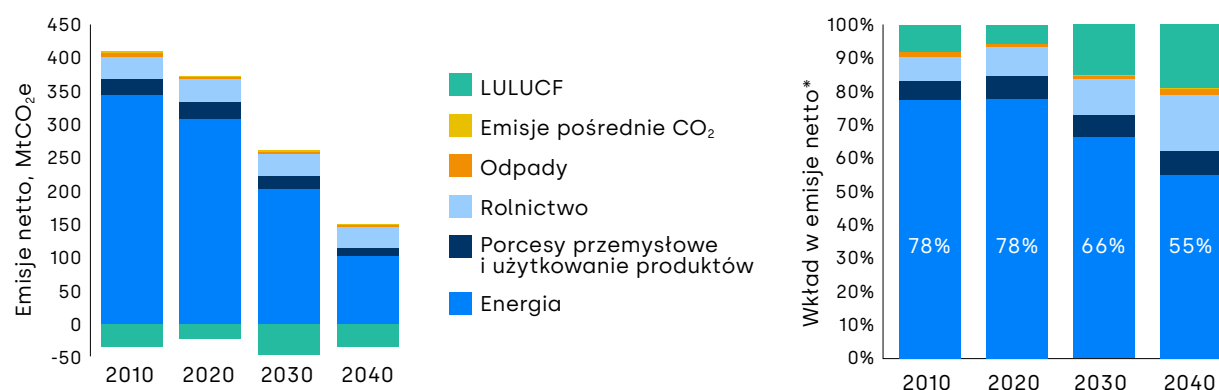 Emisje netto, MtCO₂e
450
400
350
300
250
200
150
100
50
0
-50
2010 2020 2030 2040
LULUCF
Emisje pośrednie CO₂
Odpady
Rolnictwo
Porcesy przemysłowe
i użytkowanie produktów
Energia
Wkład w emisje netto*
100%
90%
80%
70%
60%
50%
40%
30%
20%
10%
0%
78% 78% 66% 55%
2010 2020 2030 2040